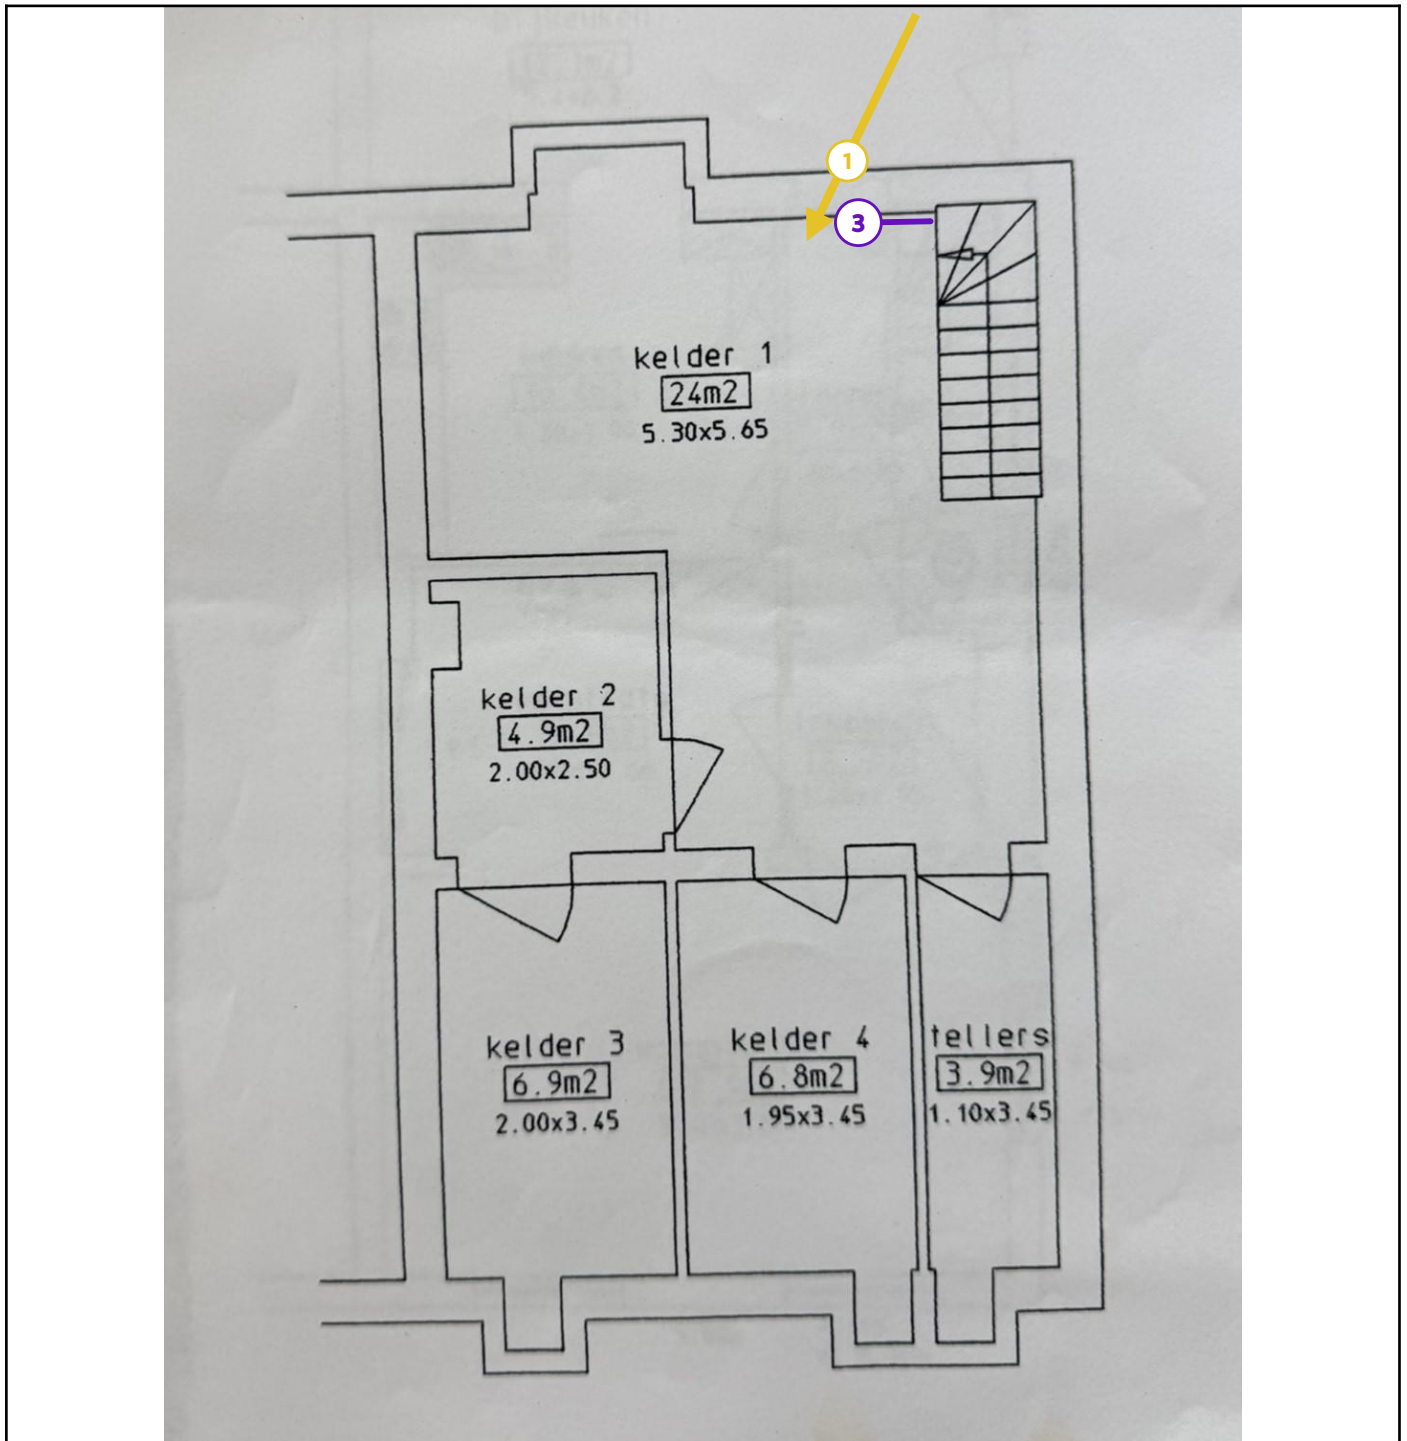 1
3
kelder 1
24m2
5.30x5.65
kelder 2
4.9m2
2.00x2.50
kelder 3
6.9m2
2.00x3.45
kelder 4
6.8m2
1.95x3.45
tellers
3.9m2
1.10x3.45